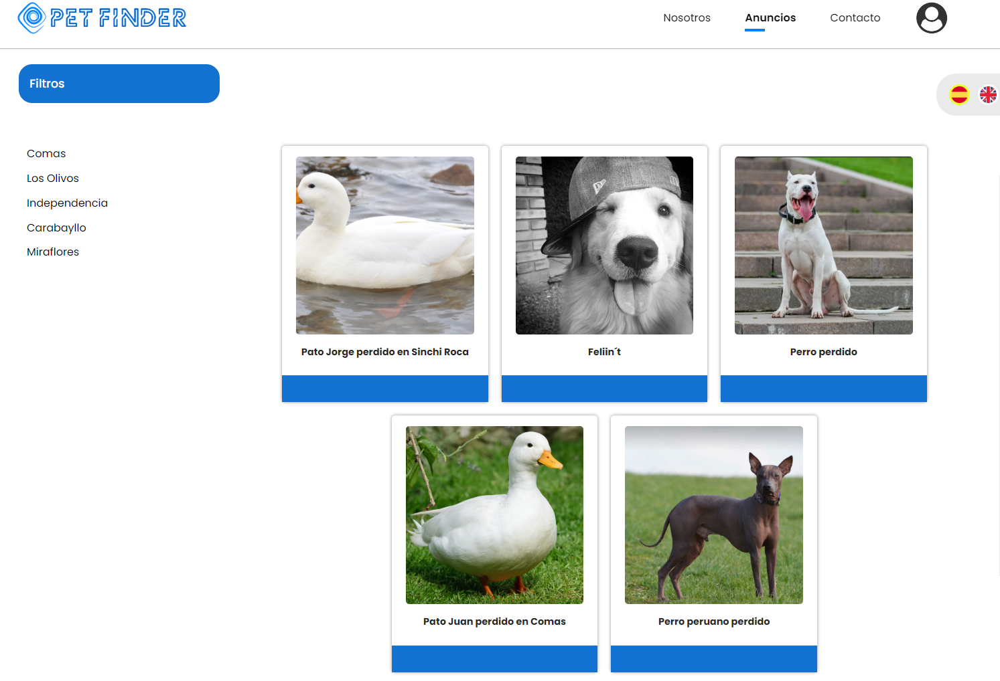 PET FINDER
Nosotros
Anuncios
Contacto
Filtros
Comas
Los Olivos
Independencia
Carabayllo
Miraflores
Pato Jorge perdido en Sinchi Roca
Feliin´t
Perro perdido
Pato Juan perdido en Comas
Perro peruano perdido